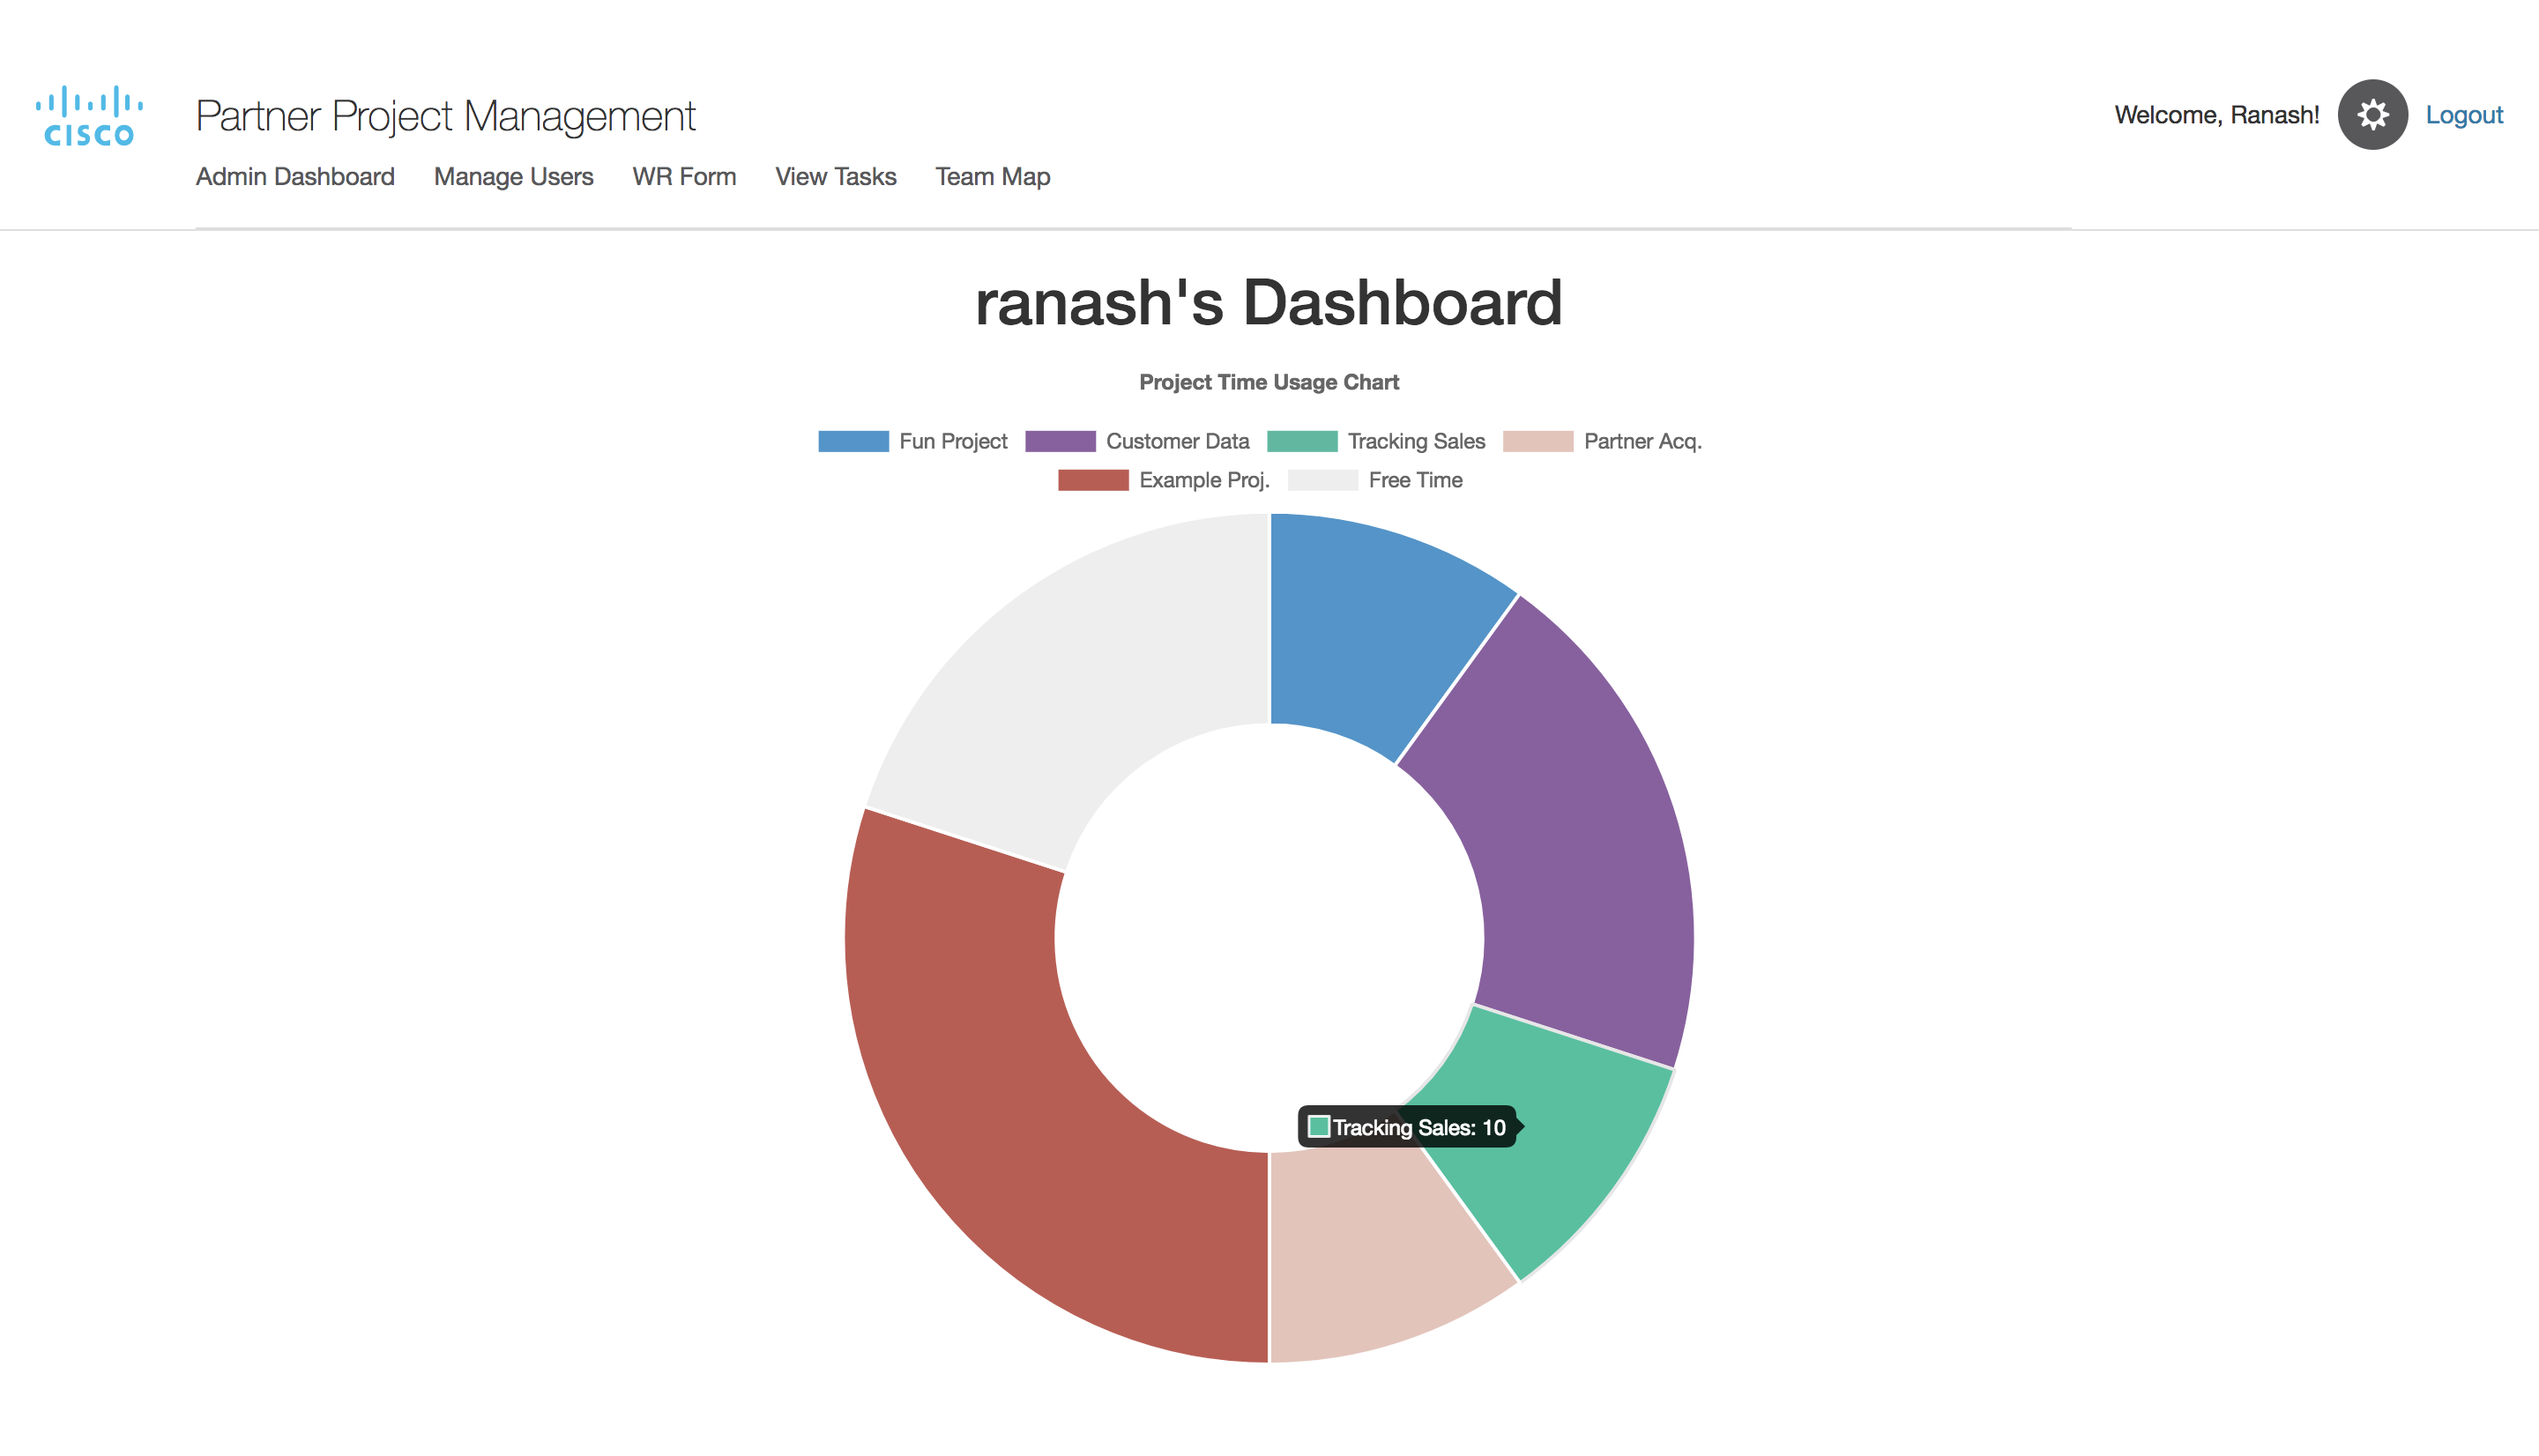 CISCO
Partner Project Management
Welcome, Ranash!
Logout
Admin Dashboard Manage Users WR Form View Tasks Team Map
ranash's Dashboard
Project Time Usage Chart
Fun Project Customer Data Tracking Sales Partner Acq.
Example Proj. Free Time
Tracking Sales: 10